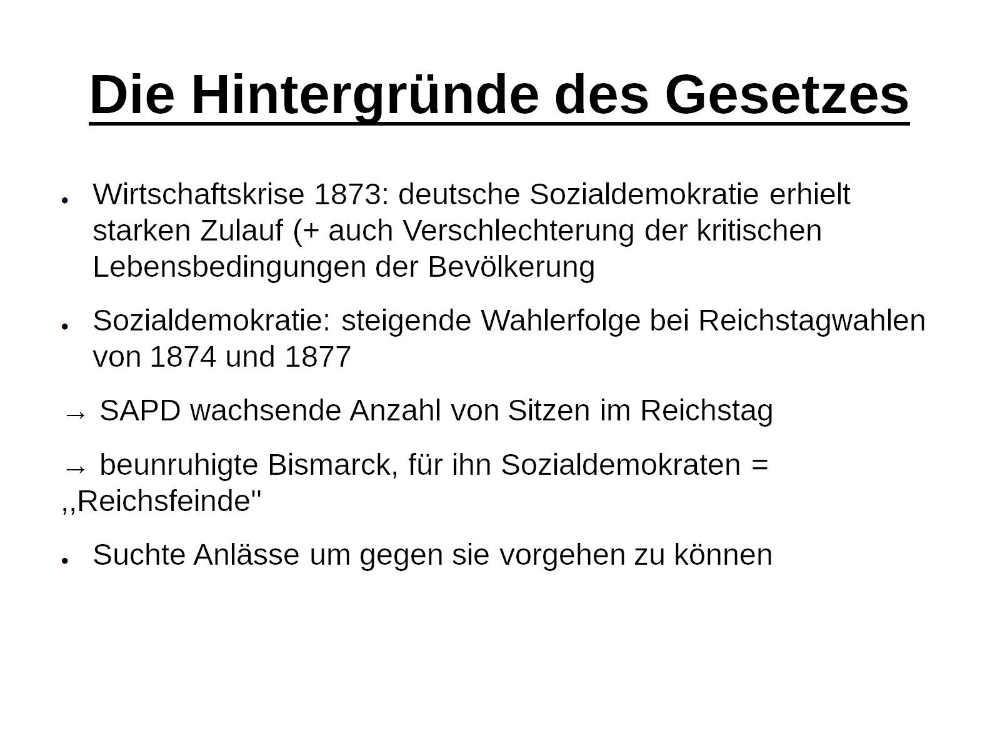 Die Hintergründe des Gesetzes
● Wirtschaftskrise 1873: deutsche Sozialdemokratie erhielt
starken Zulauf (+ auch Verschlechterung der kritischen
Lebensbedingungen der Bevölkerung
● Sozialdemokratie: steigende Wahlerfolge bei Reichstagwahlen
von 1874 und 1877
→ SAPD wachsende Anzahl von Sitzen im Reichstag
→ beunruhigte Bismarck, für ihn Sozialdemokraten =
,,Reichsfeinde"
● Suchte Anlässe um gegen sie vorgehen zu können